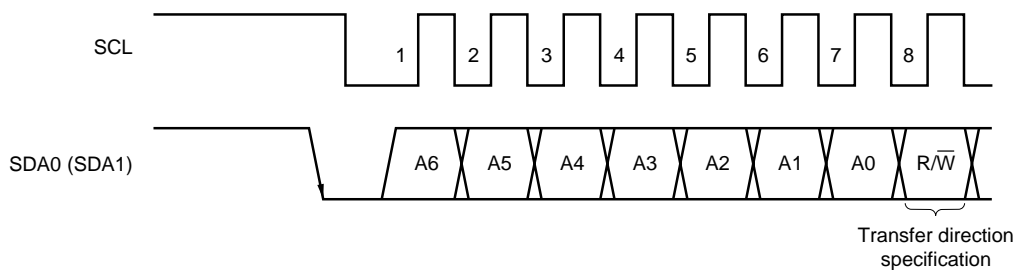 SCL
1 2 3 4 5 6 7 8
SDA0 (SDA1)
A6 A5 A4 A3 A2 A1 A0 R/W̅
Transfer direction
specification